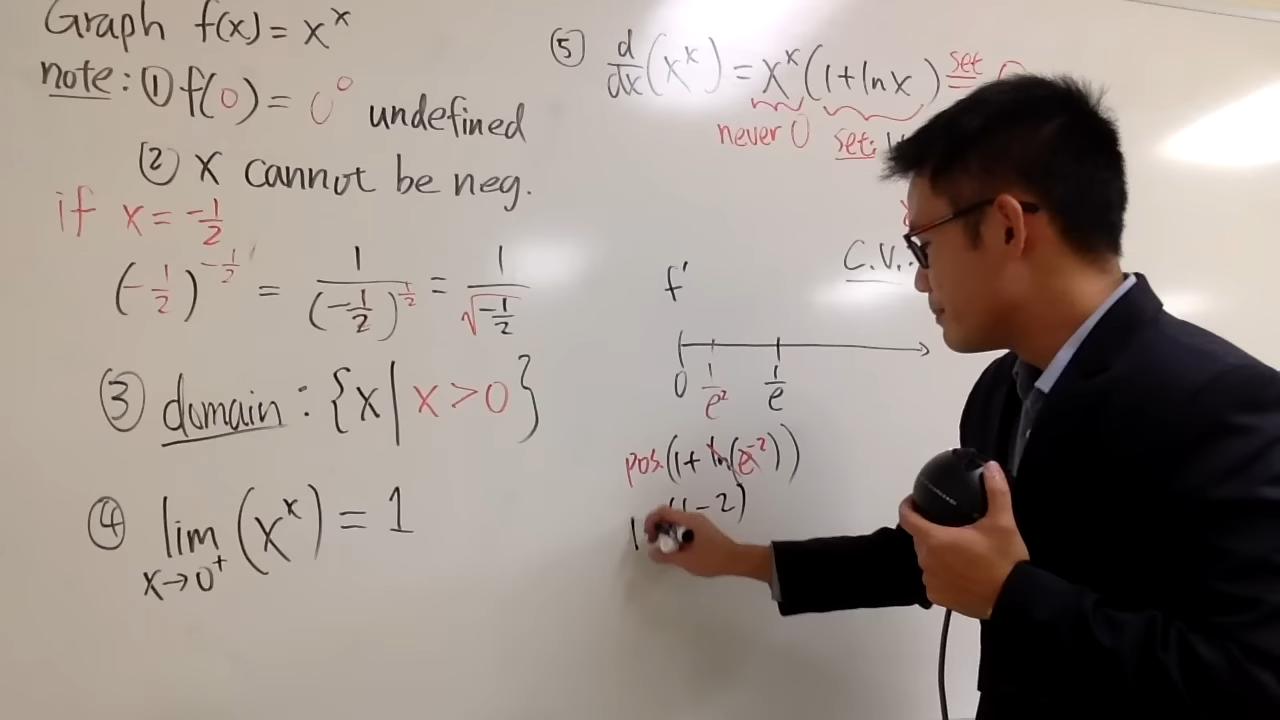 Graph f(x) = x^x
note: ① f(0) = 0^0 undefined
② x cannot be neg.
if x = -1/2
(-1/2)^(-1/2) = 1/(-1/2)^(1/2) = 1/√(-1/2)
③ domain: {x | x > 0}
④ lim x→0⁺ (x^x) = 1
⑤ d/dx (x^x) = x^x (1 + ln x) set =
never 0 set:
C.V.:
f'
0 1/e² 1/e
pos. (1 + ln(e^-2))
(1 - 2)